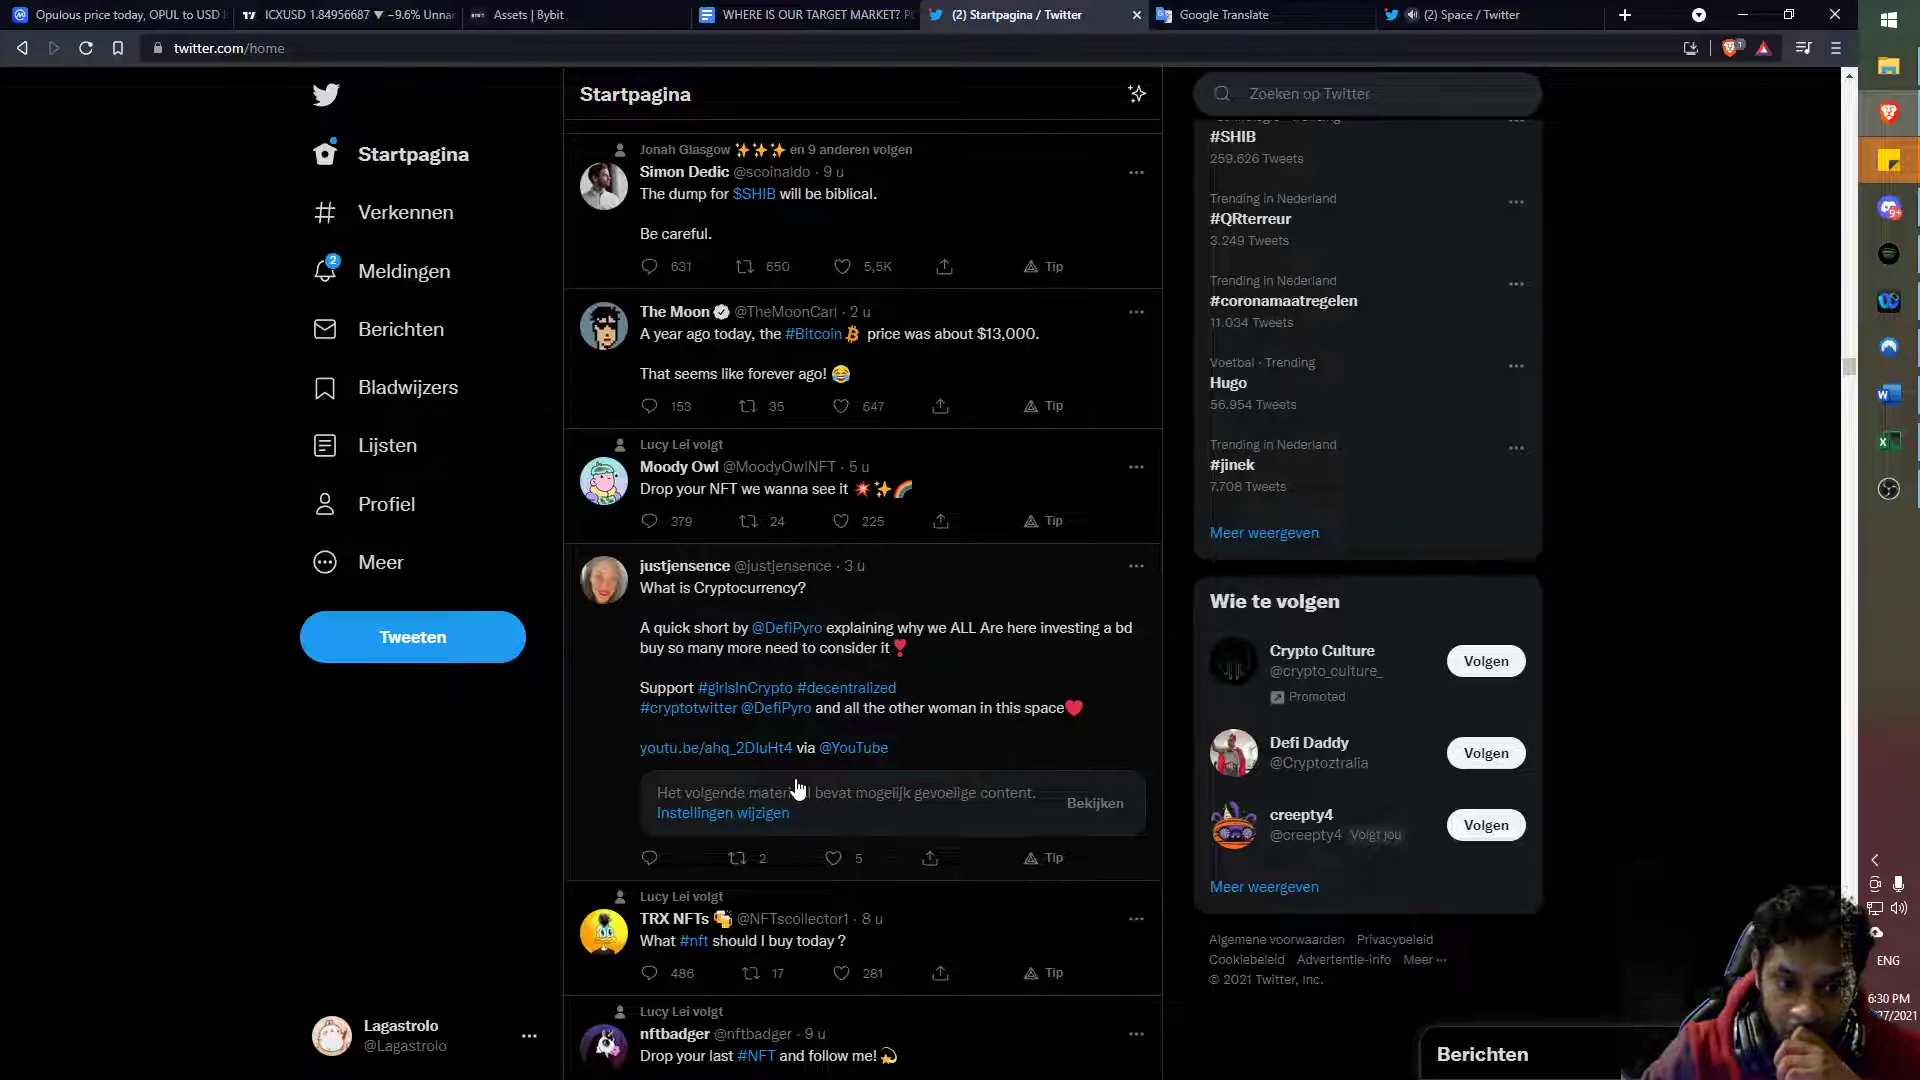 Opulous price today, OPUL to USD
ICXUSD 1.84956687 ▼ −9.6% Unna
Assets | Bybit
WHERE IS OUR TARGET MARKET?
(2) Startpagina / Twitter
Google Translate
(2) Space / Twitter
twitter.com/home
Startpagina
Verkennen
2
Meldingen
Berichten
Bladwijzers
Lijsten
Profiel
Meer
Tweeten
Lagastrolo
@Lagastrolo
Startpagina
Jonah Glasgow ✨✨✨ en 9 anderen volgen
Simon Dedic @scoinaldo · 9 u
The dump for $SHIB will be biblical.
Be careful.
631 650 5,5K Tip
The Moon @TheMoonCarl · 2 u
A year ago today, the #Bitcoin price was about $13,000.
That seems like forever ago! 😂
153 35 647 Tip
Lucy Lei volgt
Moody Owl @MoodyOwlNFT · 5 u
Drop your NFT we wanna see it 💥✨🌈
379 24 225 Tip
justjensence @justjensence · 3 u
What is Cryptocurrency?
A quick short by @DefiPyro explaining why we ALL Are here investing a bd
buy so many more need to consider it❣️
Support #girlsInCrypto #decentralized
#cryptotwitter @DefiPyro and all the other woman in this space❤️
youtu.be/ahq_2DIuHt4 via @YouTube
Het volgende materi l bevat mogelijk gevoelige content.
Instellingen wijzigen
Bekijken
2 5 Tip
Lucy Lei volgt
TRX NFTs 🍻 @NFTscollector1 · 8 u
What #nft should I buy today ?
486 17 281 Tip
Lucy Lei volgt
nftbadger @nftbadger · 9 u
Drop your last #NFT and follow me! 💫
Zoeken op Twitter
#SHIB
259.626 Tweets
Trending in Nederland
#QRterreur
3.249 Tweets
Trending in Nederland
#coronamaatregelen
11.034 Tweets
Voetbal · Trending
Hugo
56.954 Tweets
Trending in Nederland
#jinek
7.708 Tweets
Meer weergeven
Wie te volgen
Crypto Culture
@crypto_culture_
Promoted
Volgen
Defi Daddy
@Cryptoztralia
Volgen
creepty4
@creepty4 Volgt jou
Volgen
Meer weergeven
Algemene voorwaarden Privacybeleid
Cookiebeleid Advertentie-info Meer ···
© 2021 Twitter, Inc.
Berichten
9+
ENG
6:30 PM
/27/2021